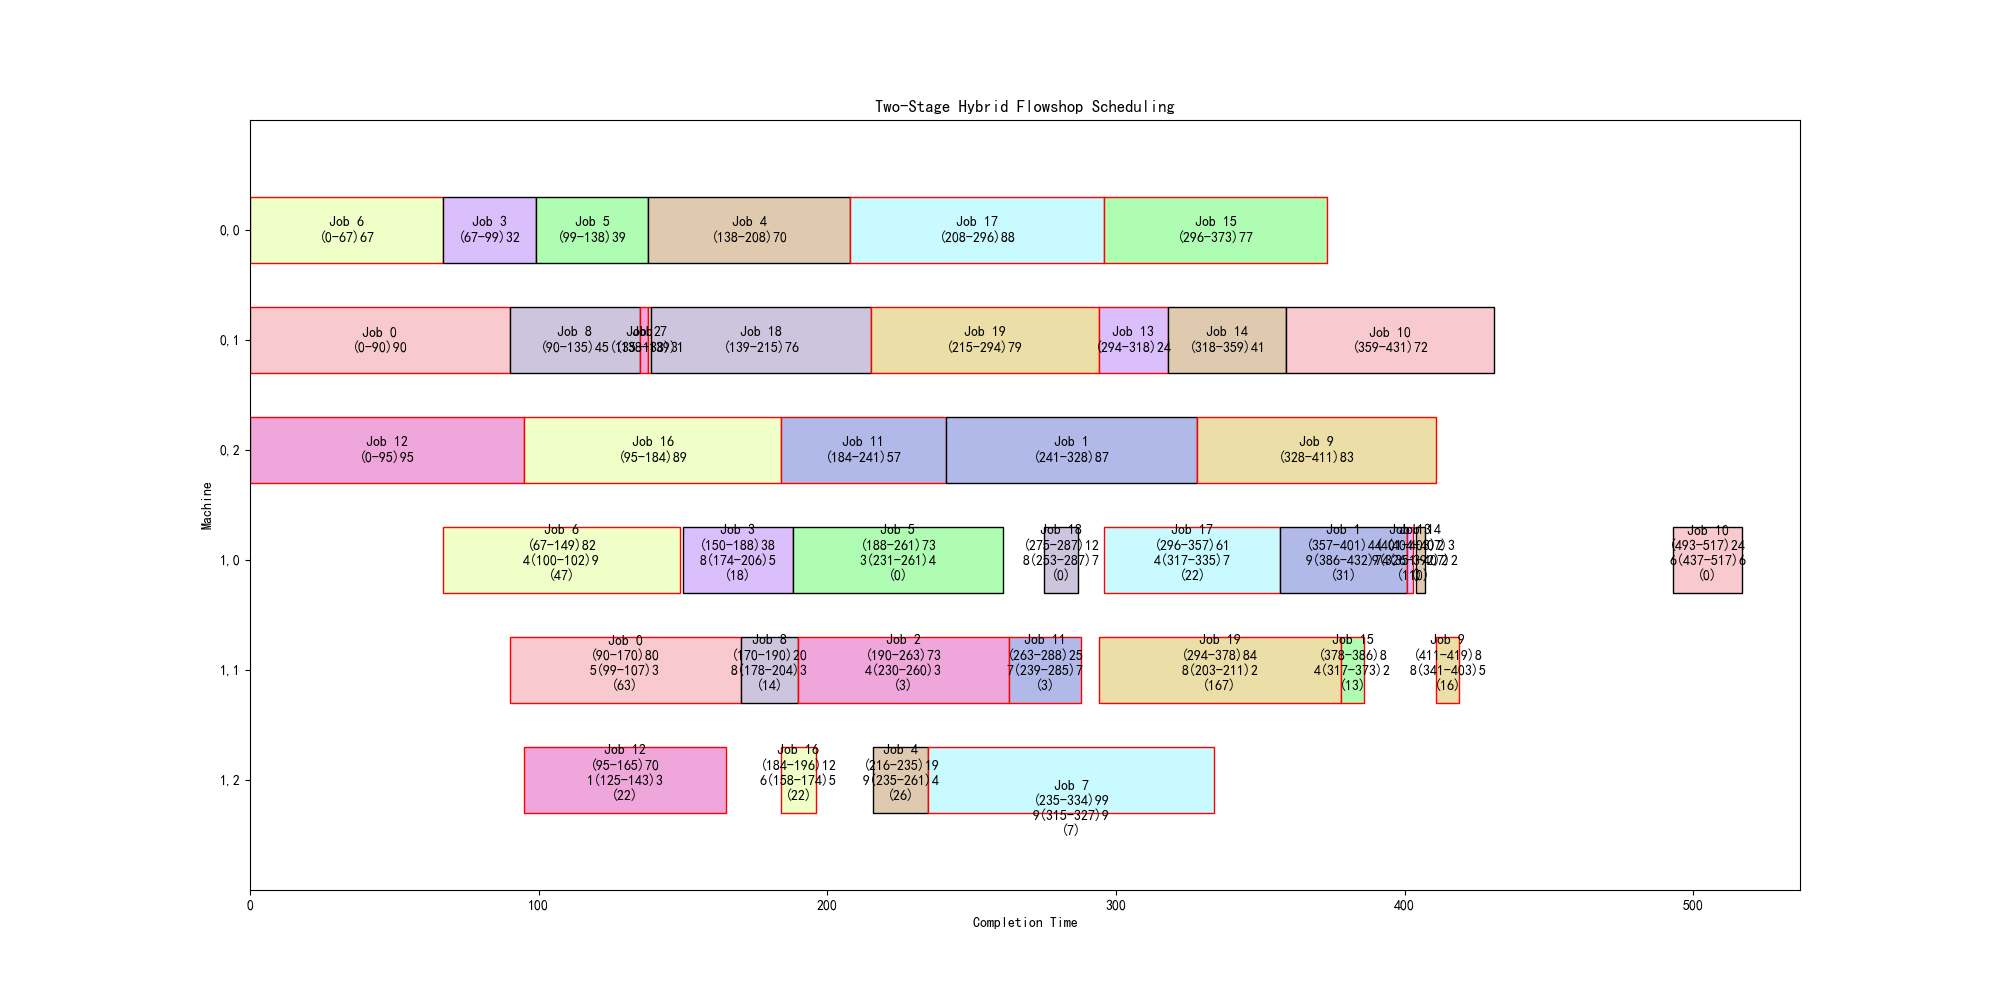 Two-Stage Hybrid Flowshop Scheduling
0,0
Job 6
(0-67)67
Job 3
(67-99)32
Job 5
(99-138)39
Job 4
(138-208)70
Job 17
(208-296)88
Job 15
(296-373)77
0,1
Job 0
(0-90)90
Job 8
(90-135)45
Job 18
(139-215)76
Job 19
(215-294)79
Job 13
(294-318)24
Job 14
(318-359)41
Job 10
(359-431)72
0,2
Job 12
(0-95)95
Job 16
(95-184)89
Job 11
(184-241)57
Job 1
(241-328)87
Job 9
(328-411)83
Machine
1,0
Job 6
(67-149)82
4(100-102)9
(47)
Job 3
(150-188)38
8(174-206)5
(18)
Job 5
(188-261)73
3(231-261)4
(0)
Job 18
(275-287)12
8(253-287)7
(0)
Job 17
(296-357)61
4(317-335)7
(22)
Job 1
(357-401)44
9(386-432)
(31)
Job 10
(493-517)24
6(437-517)6
(0)
1,1
Job 0
(90-170)80
5(99-107)3
(63)
Job 8
(170-190)20
8(178-204)3
(14)
Job 2
(190-263)73
4(230-260)3
(3)
Job 11
(263-288)25
7(239-285)7
(3)
Job 19
(294-378)84
8(203-211)2
(167)
Job 15
(378-386)8
4(317-373)2
(13)
Job 9
(411-419)8
8(341-403)5
(16)
1,2
Job 12
(95-165)70
1(125-143)3
(22)
Job 16
(184-196)12
6(158-174)5
(22)
Job 4
(216-235)19
9(235-261)4
(26)
Job 7
(235-334)99
9(315-327)9
(7)
0
100
200
300
400
500
Completion Time